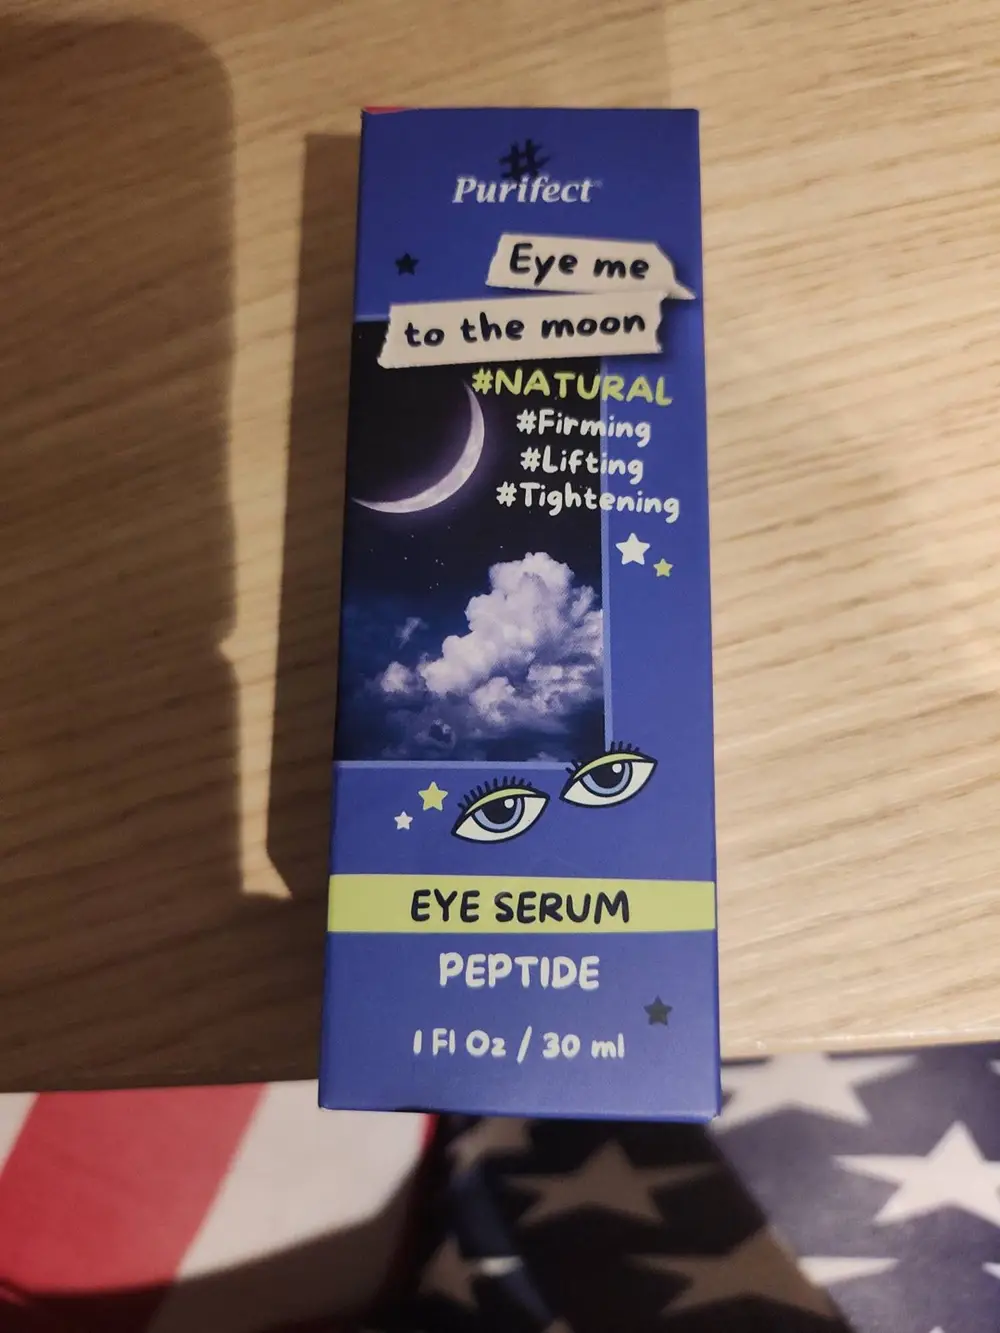 #
Purifect
Eye me
to the moon
#NATURAL
#Firming
#Lifting
#Tightening
EYE SERUM
PEPTIDE
1 Fl Oz / 30 ml